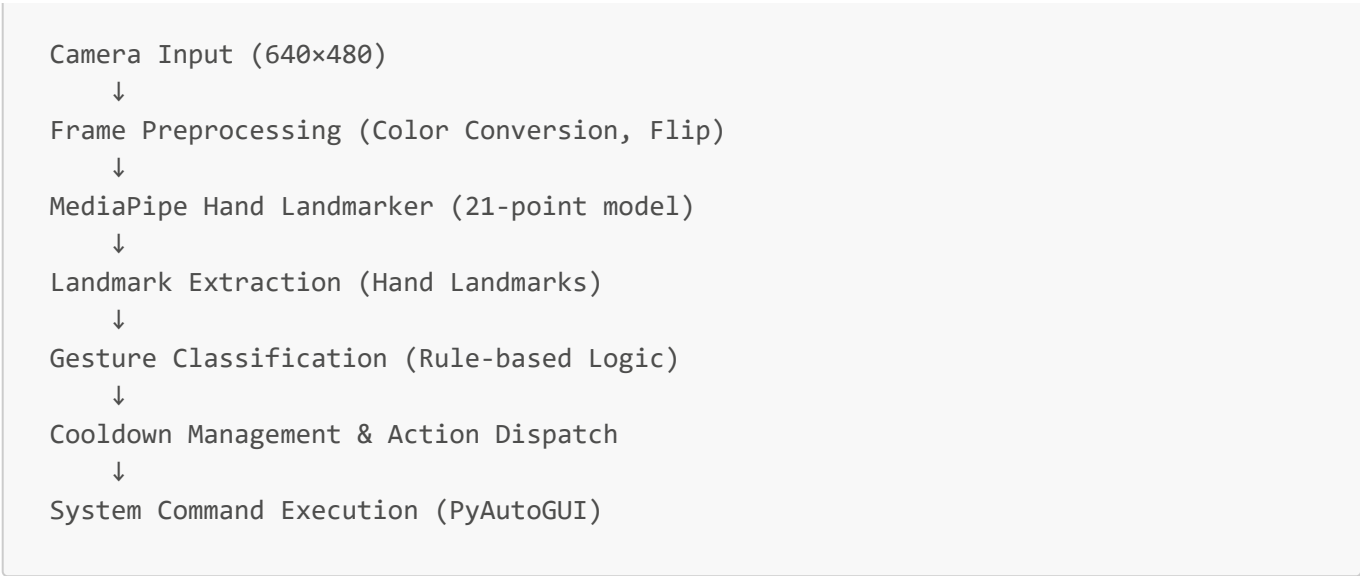 Camera Input (640×480)
↓
Frame Preprocessing (Color Conversion, Flip)
↓
MediaPipe Hand Landmarker (21-point model)
↓
Landmark Extraction (Hand Landmarks)
↓
Gesture Classification (Rule-based Logic)
↓
Cooldown Management & Action Dispatch
↓
System Command Execution (PyAutoGUI)